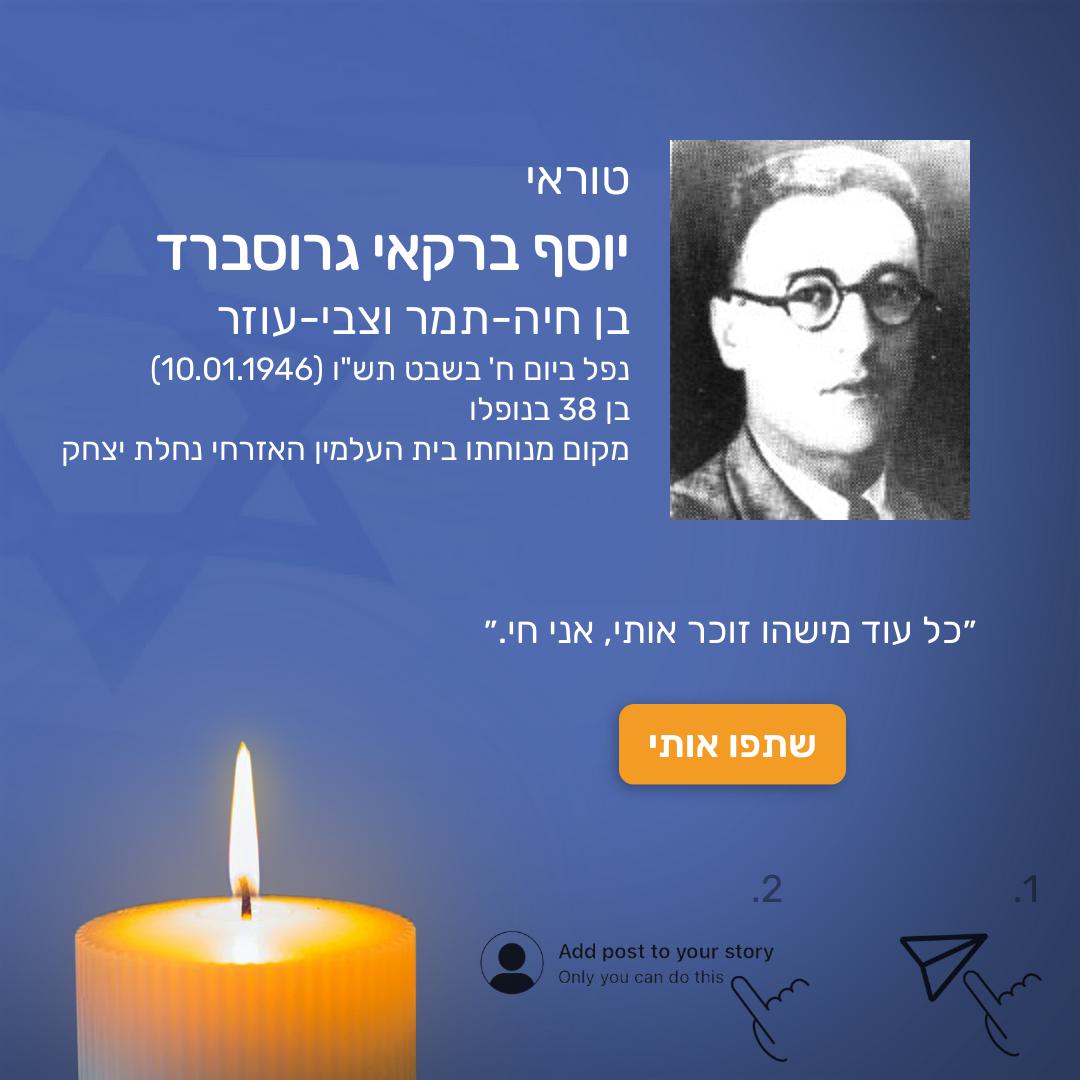 טוראי
יוסף ברקאי גרוסברד
בן חיה-תמר וצבי-עוזר
נפל ביום ח' בשבט תש"ו (10.01.1946)
בן 38 בנופלו
מקום מנוחתו בית העלמין האזרחי נחלת יצחק
״כל עוד מישהו זוכר אותי, אני חי.״
שתפו אותי
1.
2.
Add post to your story
Only you can do this